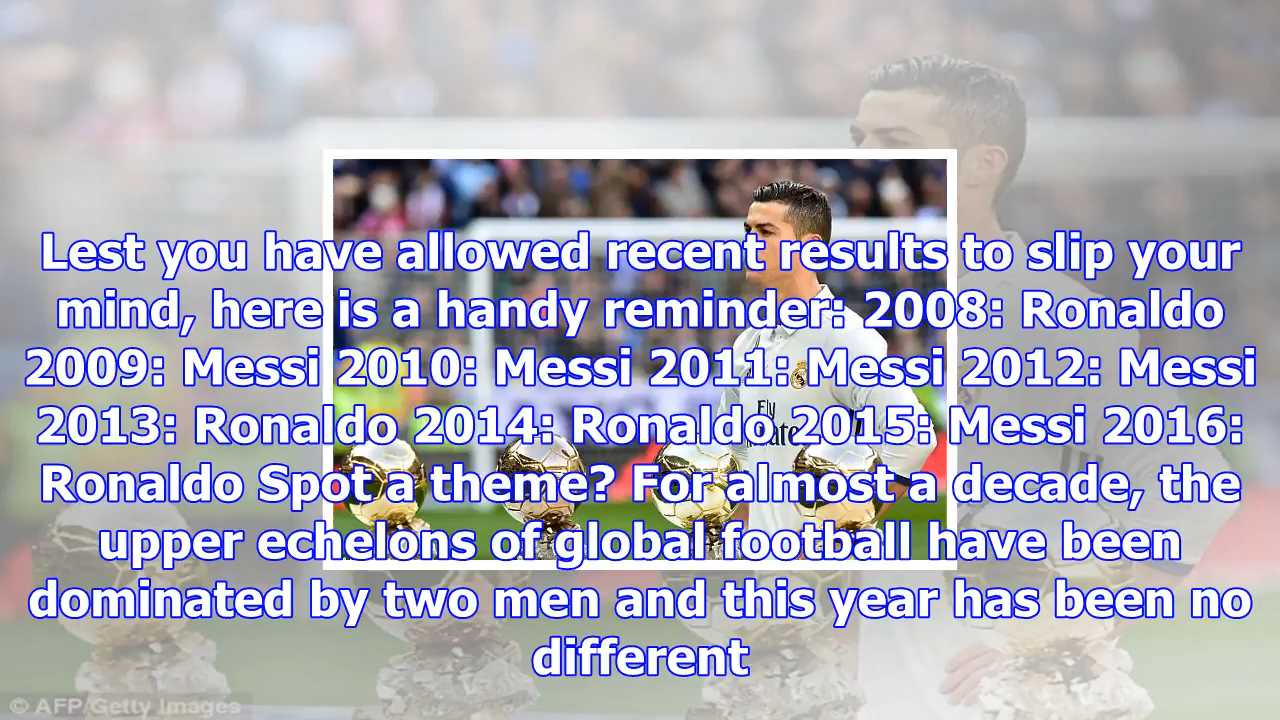 Lest you have allowed recent results to slip your
mind, here is a handy reminder: 2008: Ronaldo
2009: Messi 2010: Messi 2011: Messi 2012: Messi
2013: Ronaldo 2014: Ronaldo 2015: Messi 2016:
Ronaldo Spot a theme? For almost a decade, the
upper echelons of global football have been
dominated by two men and this year has been no
different
Fly
© AFP/Getty Images